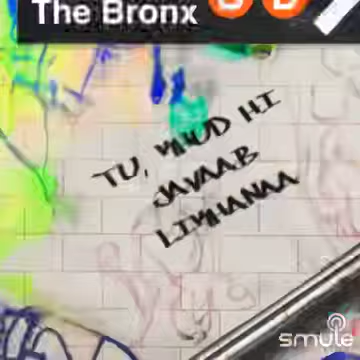 The Bronx B D
TU, KHUD HI
JAVAAB
LIKHANAA
smule